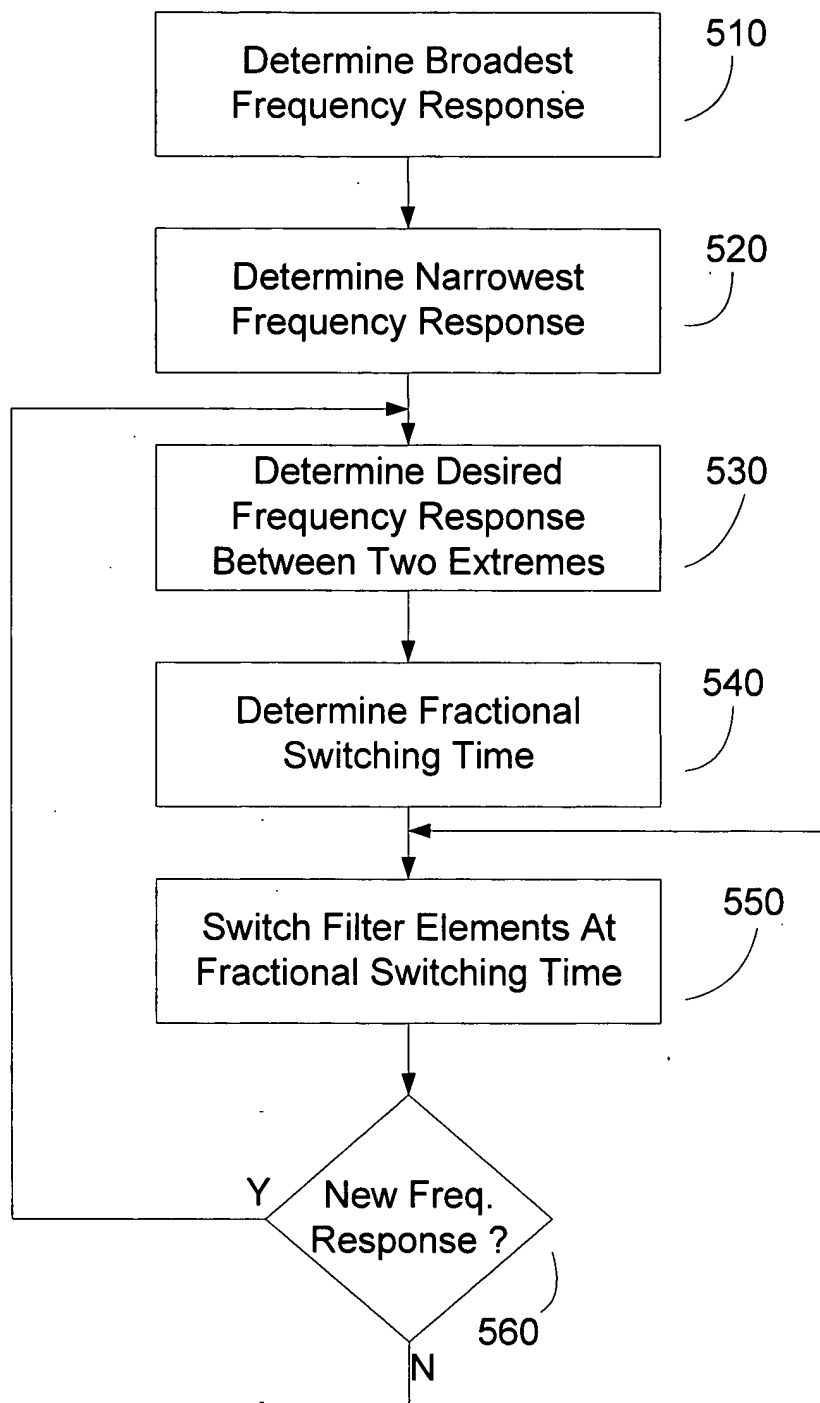 Determine Broadest
Frequency Response
510
Determine Narrowest
Frequency Response
520
Determine Desired
Frequency Response
Between Two Extremes
530
Determine Fractional
Switching Time
540
Switch Filter Elements At
Fractional Switching Time
550
Y
New Freq.
Response ?
560
N